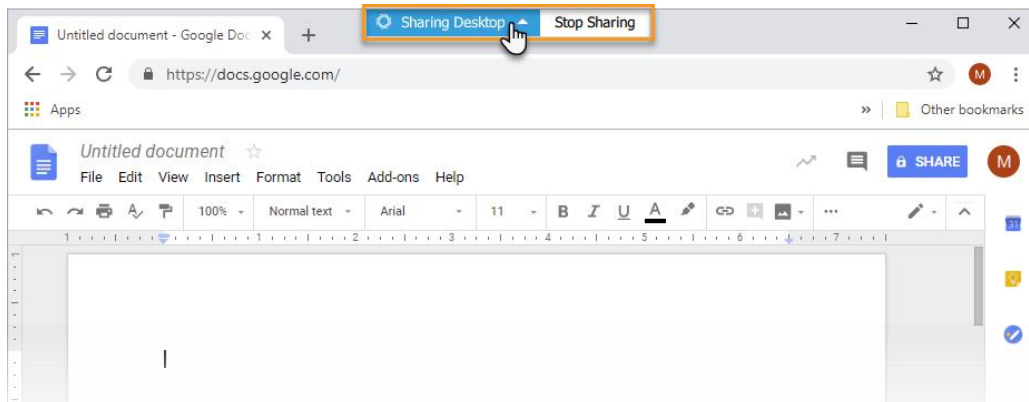 Sharing Desktop Stop Sharing
Untitled document - Google Doc
https://docs.google.com/ M
Apps Other bookmarks
Untitled document
File Edit View Insert Format Tools Add-ons Help SHARE M
100% Normal text Arial 11 B I U A
1 1 2 3 4 5 6 7
31